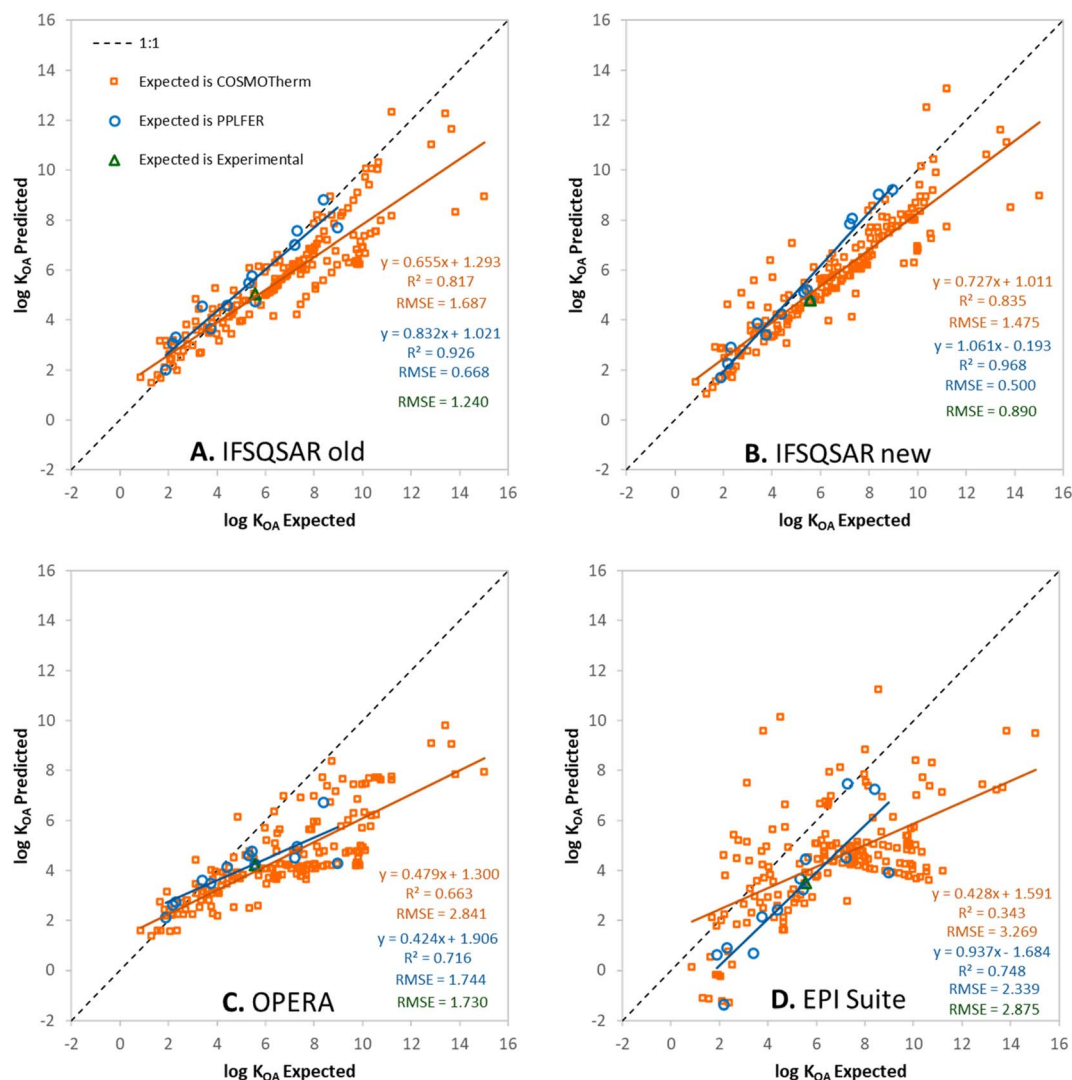 16
14
12
10
8
6
4
2
0
-2
-2 0 2 4 6 8 10 12 14 16
log KOA Predicted
log KOA Expected
1:1
Expected is COSMOTherm
Expected is PPLFER
Expected is Experimental
y = 0.655x + 1.293
R² = 0.817
RMSE = 1.687
y = 0.832x + 1.021
R² = 0.926
RMSE = 0.668
RMSE = 1.240
A. IFSQSAR old
16
14
12
10
8
6
4
2
0
-2
-2 0 2 4 6 8 10 12 14 16
log KOA Predicted
log KOA Expected
y = 0.727x + 1.011
R² = 0.835
RMSE = 1.475
y = 1.061x - 0.193
R² = 0.968
RMSE = 0.500
RMSE = 0.890
B. IFSQSAR new
16
14
12
10
8
6
4
2
0
-2
-2 0 2 4 6 8 10 12 14 16
log KOA Predicted
log KOA Expected
y = 0.479x + 1.300
R² = 0.663
RMSE = 2.841
y = 0.424x + 1.906
R² = 0.716
RMSE = 1.744
RMSE = 1.730
C. OPERA
16
14
12
10
8
6
4
2
0
-2
-2 0 2 4 6 8 10 12 14 16
log KOA Predicted
log KOA Expected
y = 0.428x + 1.591
R² = 0.343
RMSE = 3.269
y = 0.937x - 1.684
R² = 0.748
RMSE = 2.339
RMSE = 2.875
D. EPI Suite